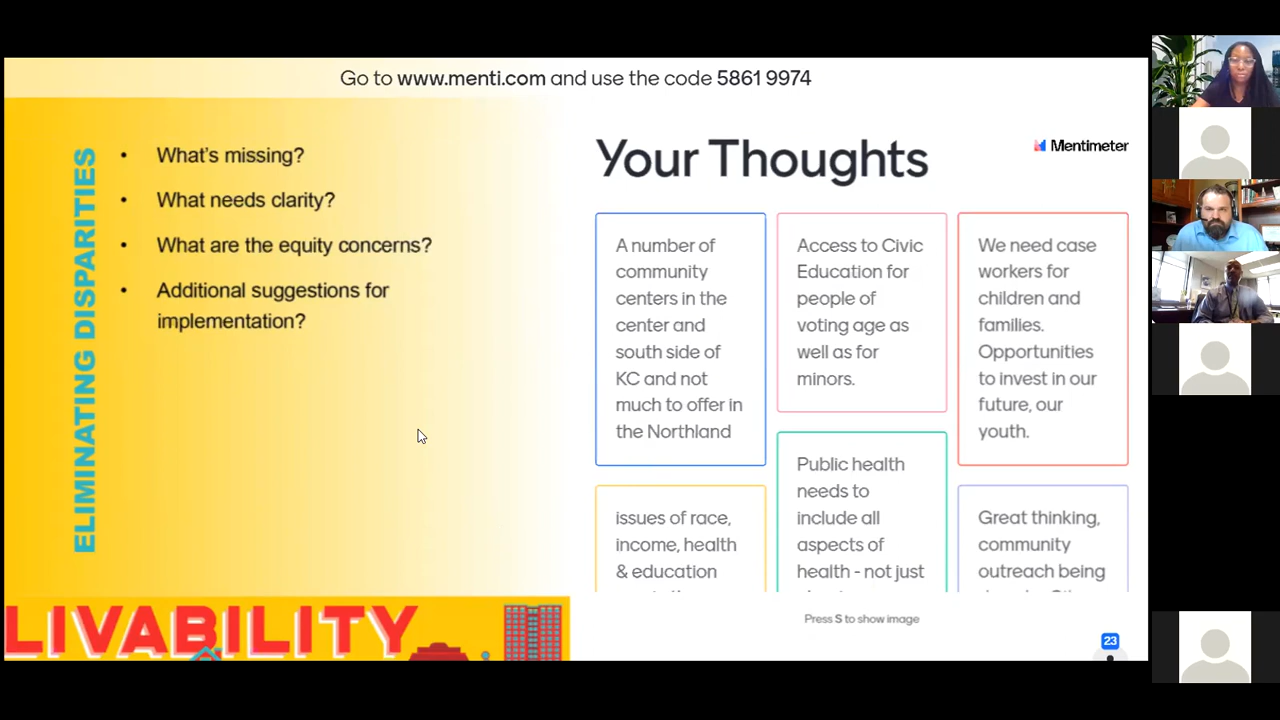 Go to www.menti.com and use the code 5861 9974
ELIMINATING DISPARITIES
• What's missing?
• What needs clarity?
• What are the equity concerns?
• Additional suggestions for
implementation?
LIVABILITY
Your Thoughts
Mentimeter
A number of
community
centers in the
center and
south side of
KC and not
much to offer in
the Northland
Access to Civic
Education for
people of
voting age as
well as for
minors.
We need case
workers for
children and
families.
Opportunities
to invest in our
future, our
youth.
issues of race,
income, health
& education
Public health
needs to
include all
aspects of
health - not just
Great thinking,
community
outreach being
Press S to show image
23